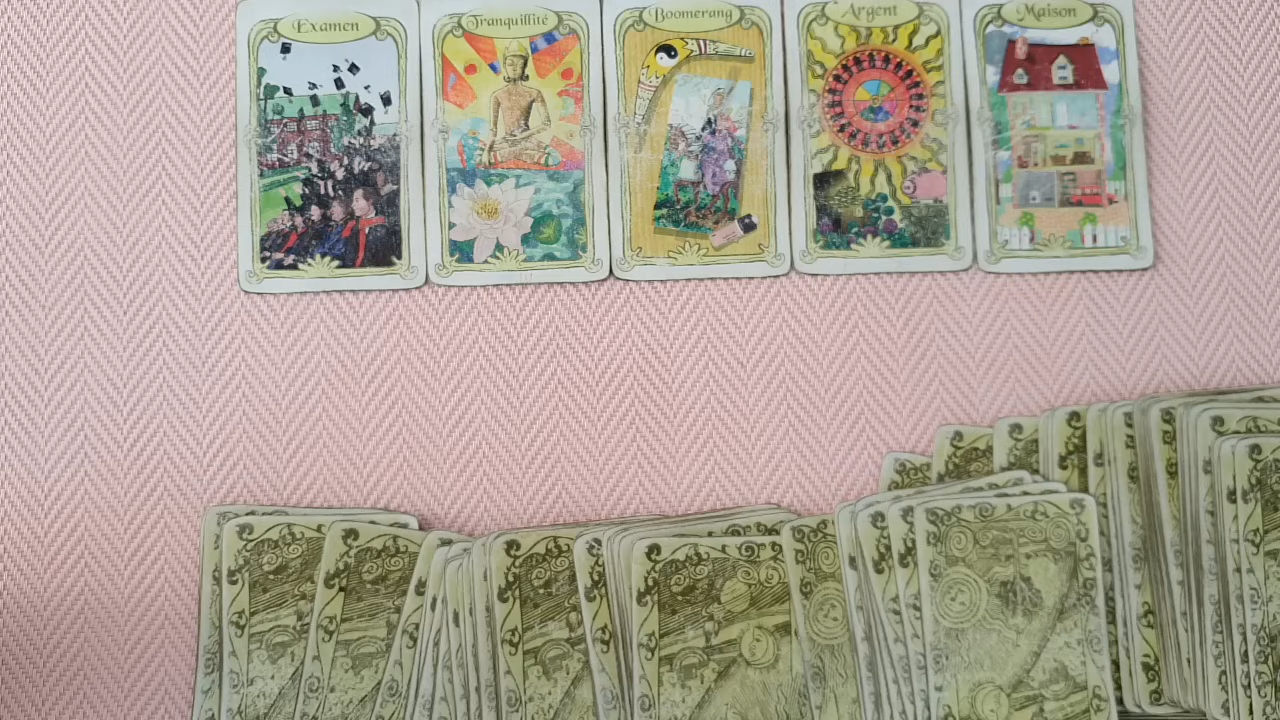 Examen
Tranquillité
Boomerang
Argent
Maison